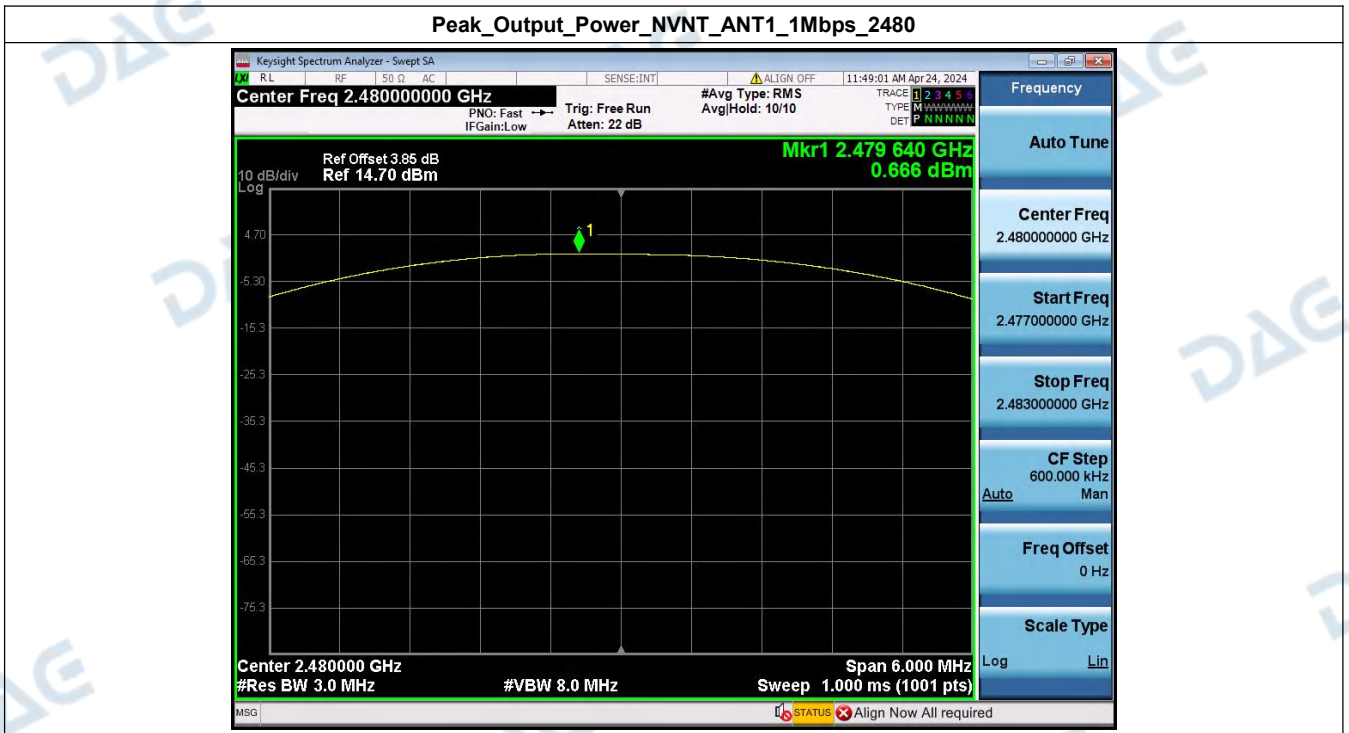 Peak_Output_Power_NVNT_ANT1_1Mbps_2480
Keysight Spectrum Analyzer - Swept SA
LXI RL RF 50 Ω AC SENSE:INT ALIGN OFF 11:49:01 AM Apr 24, 2024
Center Freq 2.480000000 GHz
PNO: Fast
IFGain:Low
Trig: Free Run
Atten: 22 dB
#Avg Type: RMS
Avg|Hold: 10/10
TRACE 1 2 3 4 5 6
TYPE M WWWWW
DET P N N N N N
Mkr1 2.479 640 GHz
0.666 dBm
Ref Offset 3.85 dB
10 dB/div Ref 14.70 dBm
Log
1
4.70
-5.30
-15.3
-25.3
-35.3
-45.3
-55.3
-65.3
-75.3
Center 2.480000 GHz Span 6.000 MHz
#Res BW 3.0 MHz #VBW 8.0 MHz Sweep 1.000 ms (1001 pts)
MSG STATUS Align Now All required
Frequency
Auto Tune
Center Freq
2.480000000 GHz
Start Freq
2.477000000 GHz
Stop Freq
2.483000000 GHz
CF Step
600.000 kHz
Auto Man
Freq Offset
0 Hz
Scale Type
Log Lin
DAG
DAG
DAG
DAG